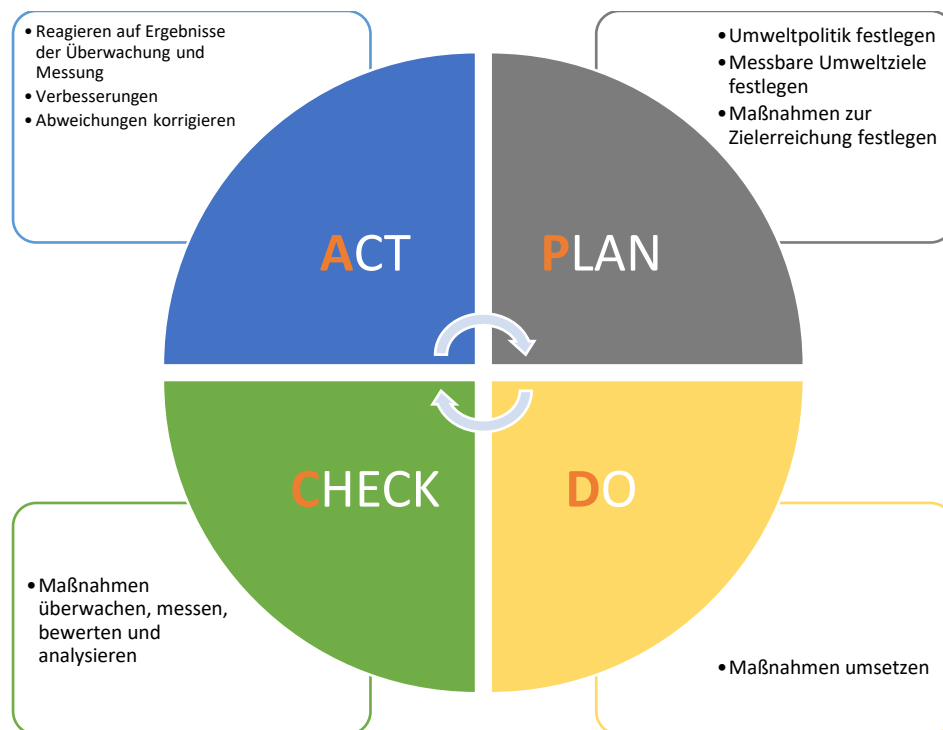 •Reagieren auf Ergebnisse
der Überwachung und
Messung
•Verbesserungen
•Abweichungen korrigieren
•Umweltpolitik festlegen
•Messbare Umweltziele
festlegen
•Maßnahmen zur
Zielerreichung festlegen
ACT
PLAN
CHECK
DO
•Maßnahmen
überwachen, messen,
bewerten und
analysieren
•Maßnahmen umsetzen